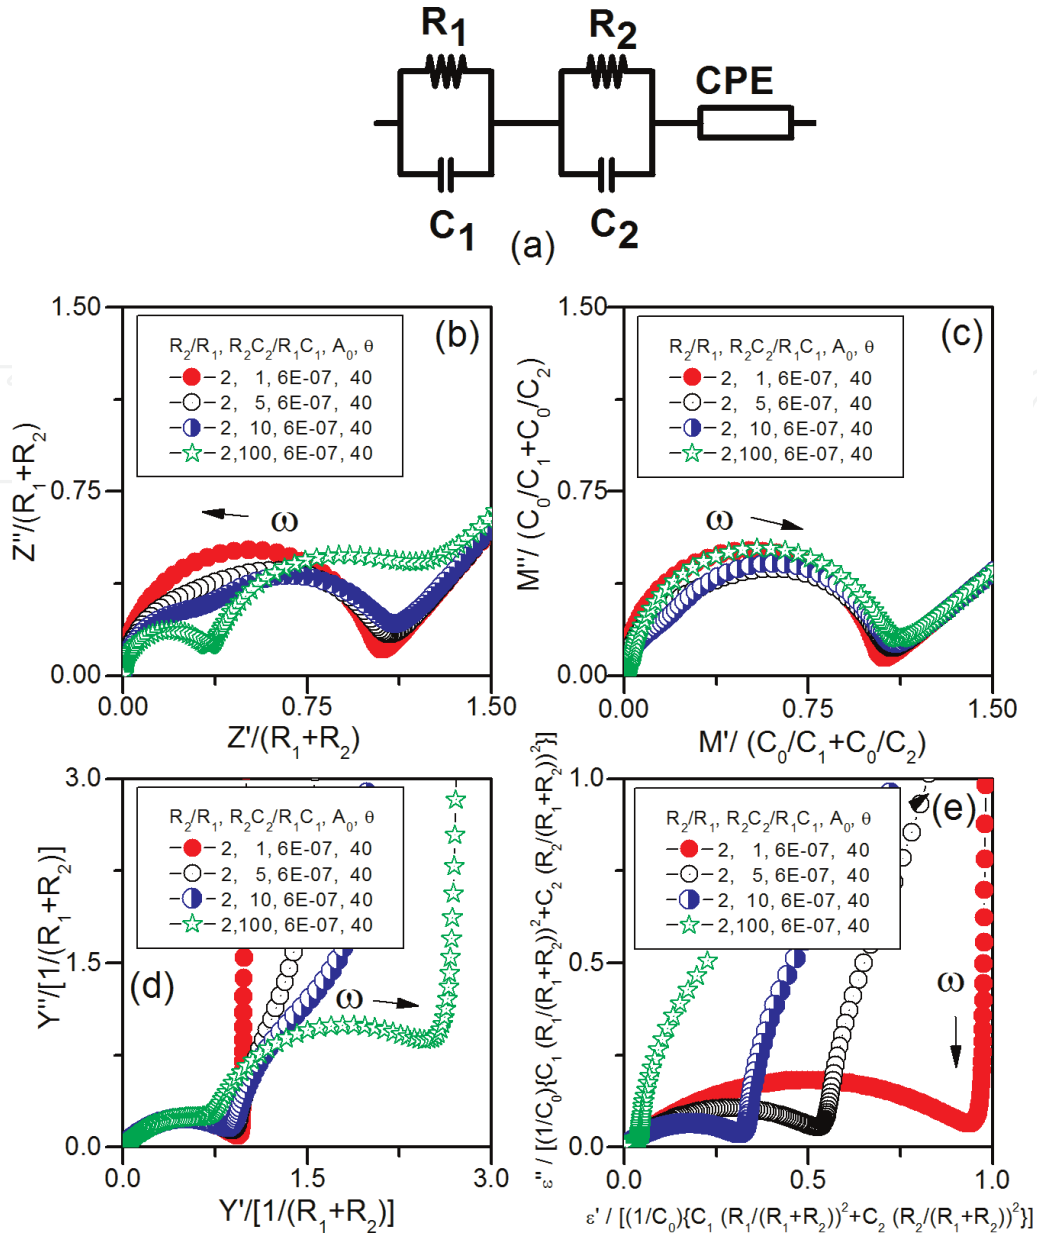 R1 R2
CPE
C1 C2
(a)
(b)
R2/R1, R2C2/R1C1, A0, θ
2, 1, 6E-07, 40
2, 5, 6E-07, 40
2, 10, 6E-07, 40
2,100, 6E-07, 40
ω
1.50
0.75
0.00
0.00 0.75 1.50
Z''/(R1+R2)
Z'/(R1+R2)
(c)
R2/R1, R2C2/R1C1, A0, θ
2, 1, 6E-07, 40
2, 5, 6E-07, 40
2, 10, 6E-07, 40
2,100, 6E-07, 40
ω
1.50
0.75
0.00
0.00 0.75 1.50
M''/ (C0/C1+C0/C2)
M'/ (C0/C1+C0/C2)
(d)
R2/R1, R2C2/R1C1, A0, θ
2, 1, 6E-07, 40
2, 5, 6E-07, 40
2, 10, 6E-07, 40
2,100, 6E-07, 40
ω
3.0
1.5
0.0
0.0 1.5 3.0
Y''/[1/(R1+R2)]
Y'/[1/(R1+R2)]
(e)
R2/R1, R2C2/R1C1, A0, θ
2, 1, 6E-07, 40
2, 5, 6E-07, 40
2, 10, 6E-07, 40
2,100, 6E-07, 40
ω
1.0
0.5
0.0
0.0 0.5 1.0
ε'' / [(1/C0){C1 (R1/(R1+R2))²+C2 (R2/(R1+R2))²}]
ε' / [(1/C0){C1 (R1/(R1+R2))²+C2 (R2/(R1+R2))²}]